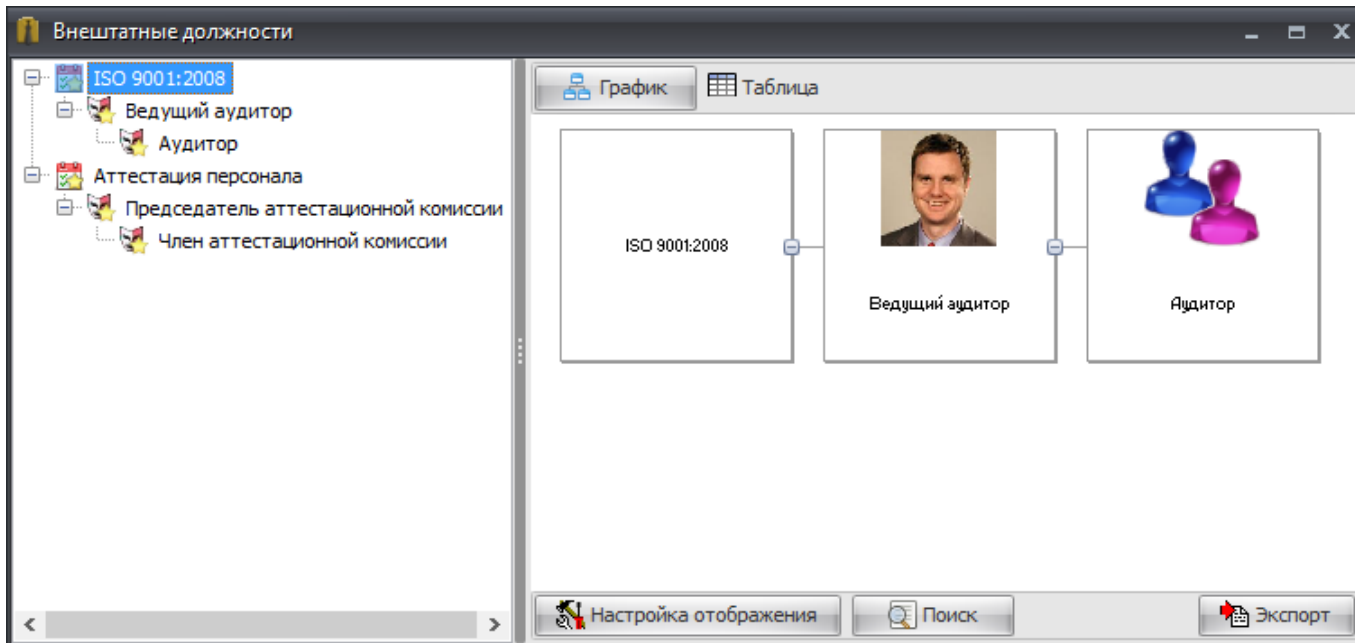 Внештатные должности
ISO 9001:2008
Ведущий аудитор
Аудитор
Аттестация персонала
Председатель аттестационной комиссии
Член аттестационной комиссии
График
Таблица
ISO 9001:2008
Ведущий аудитор
Аудитор
Настройка отображения
Поиск
Экспорт